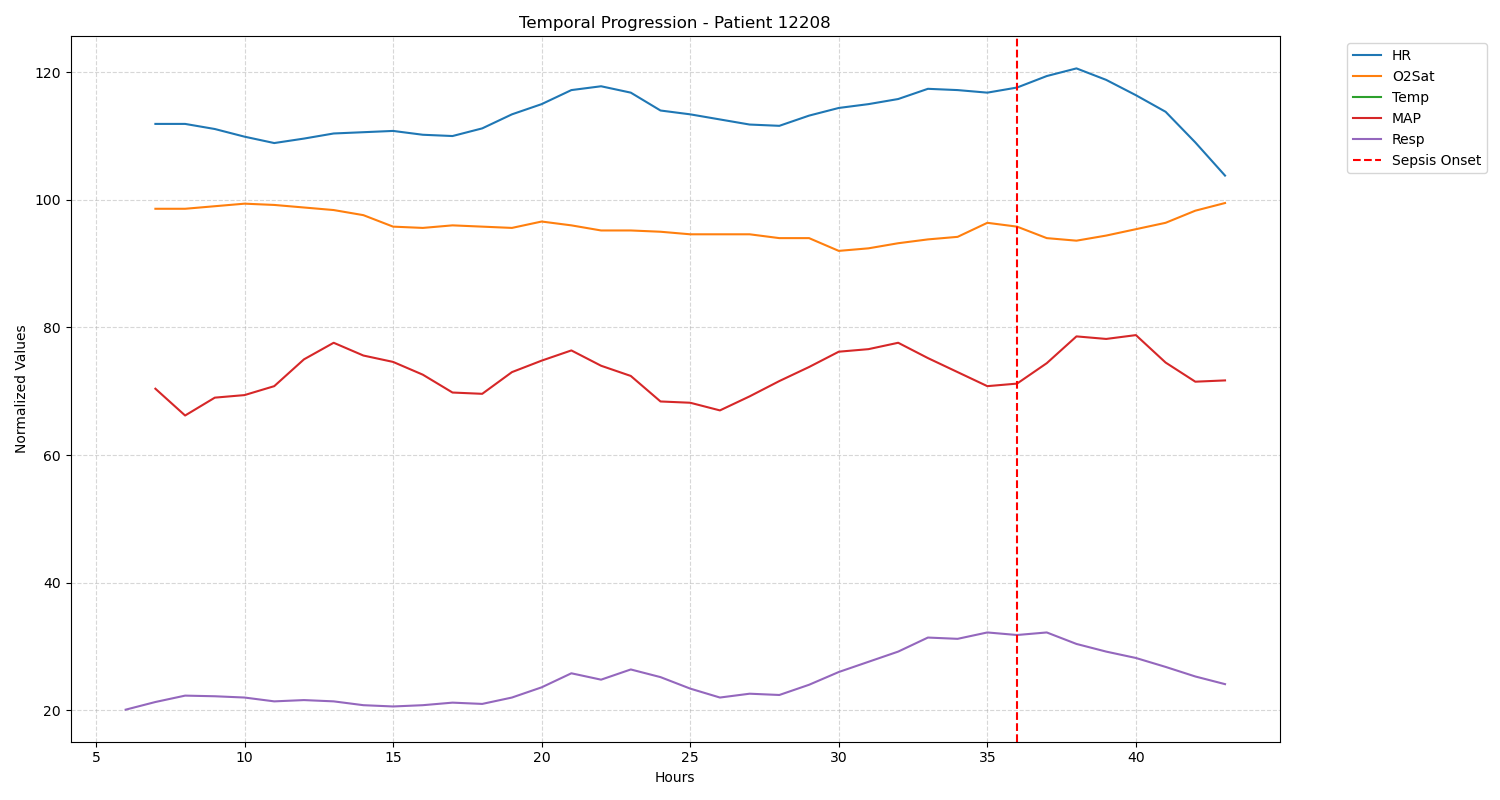 Temporal Progression - Patient 12208
HR
O2Sat
Temp
MAP
Resp
Sepsis Onset
Normalized Values
120
100
80
60
40
20
5 10 15 20 25 30 35 40
Hours